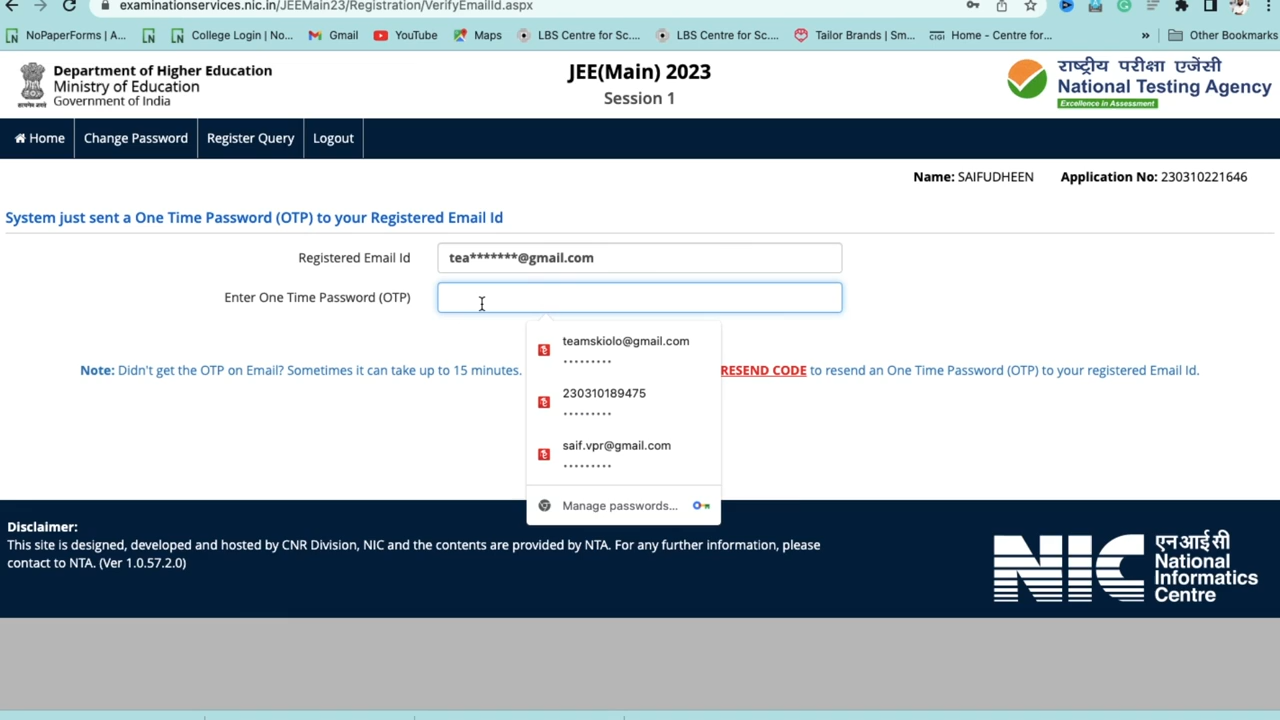 examinationservices.nic.in/JEEMain23/Registration/VerifyEmailId.aspx
NoPaperForms | A... College Login | No... Gmail YouTube Maps LBS Centre for Sc.... LBS Centre for Sc.... Tailor Brands | Sm... CIGI Home - Centre for... » Other Bookmarks
Department of Higher Education
Ministry of Education
Government of India
JEE(Main) 2023
Session 1
राष्ट्रीय परीक्षा एजेंसी
National Testing Agency
Excellence in Assessment
Home Change Password Register Query Logout
Name: SAIFUDHEEN Application No: 230310221646
System just sent a One Time Password (OTP) to your Registered Email Id
Registered Email Id tea*******@gmail.com
Enter One Time Password (OTP)
teamskiolo@gmail.com
•••••••••
230310189475
•••••••••
saif.vpr@gmail.com
•••••••••
Manage passwords...
Note: Didn't get the OTP on Email? Sometimes it can take up to 15 minutes. RESEND CODE to resend an One Time Password (OTP) to your registered Email Id.
Disclaimer:
This site is designed, developed and hosted by CNR Division, NIC and the contents are provided by NTA. For any further information, please
contact to NTA. (Ver 1.0.57.2.0)
NIC
एन आई सी
National
Informatics
Centre